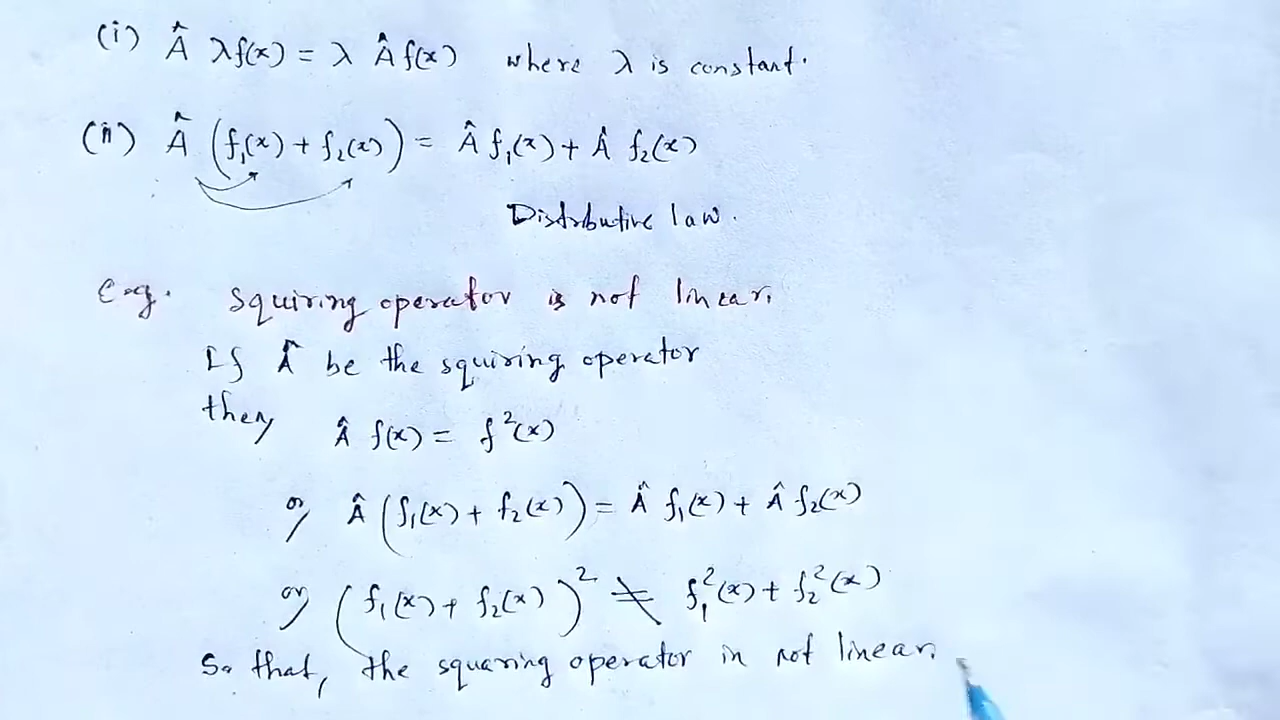 (i) Â λf(x) = λ Â f(x) where λ is constant.
(ii) Â (f₁(x) + f₂(x)) = Â f₁(x) + Â f₂(x)
Distributive law.
e.g. squiring operator is not linear.
If Â be the squiring operator
then, Â f(x) = f²(x)
or, Â (f₁(x) + f₂(x)) = Â f₁(x) + Â f₂(x)
or, (f₁(x) + f₂(x))² ≠ f₁²(x) + f₂²(x)
So that, the squaring operator in not linear.